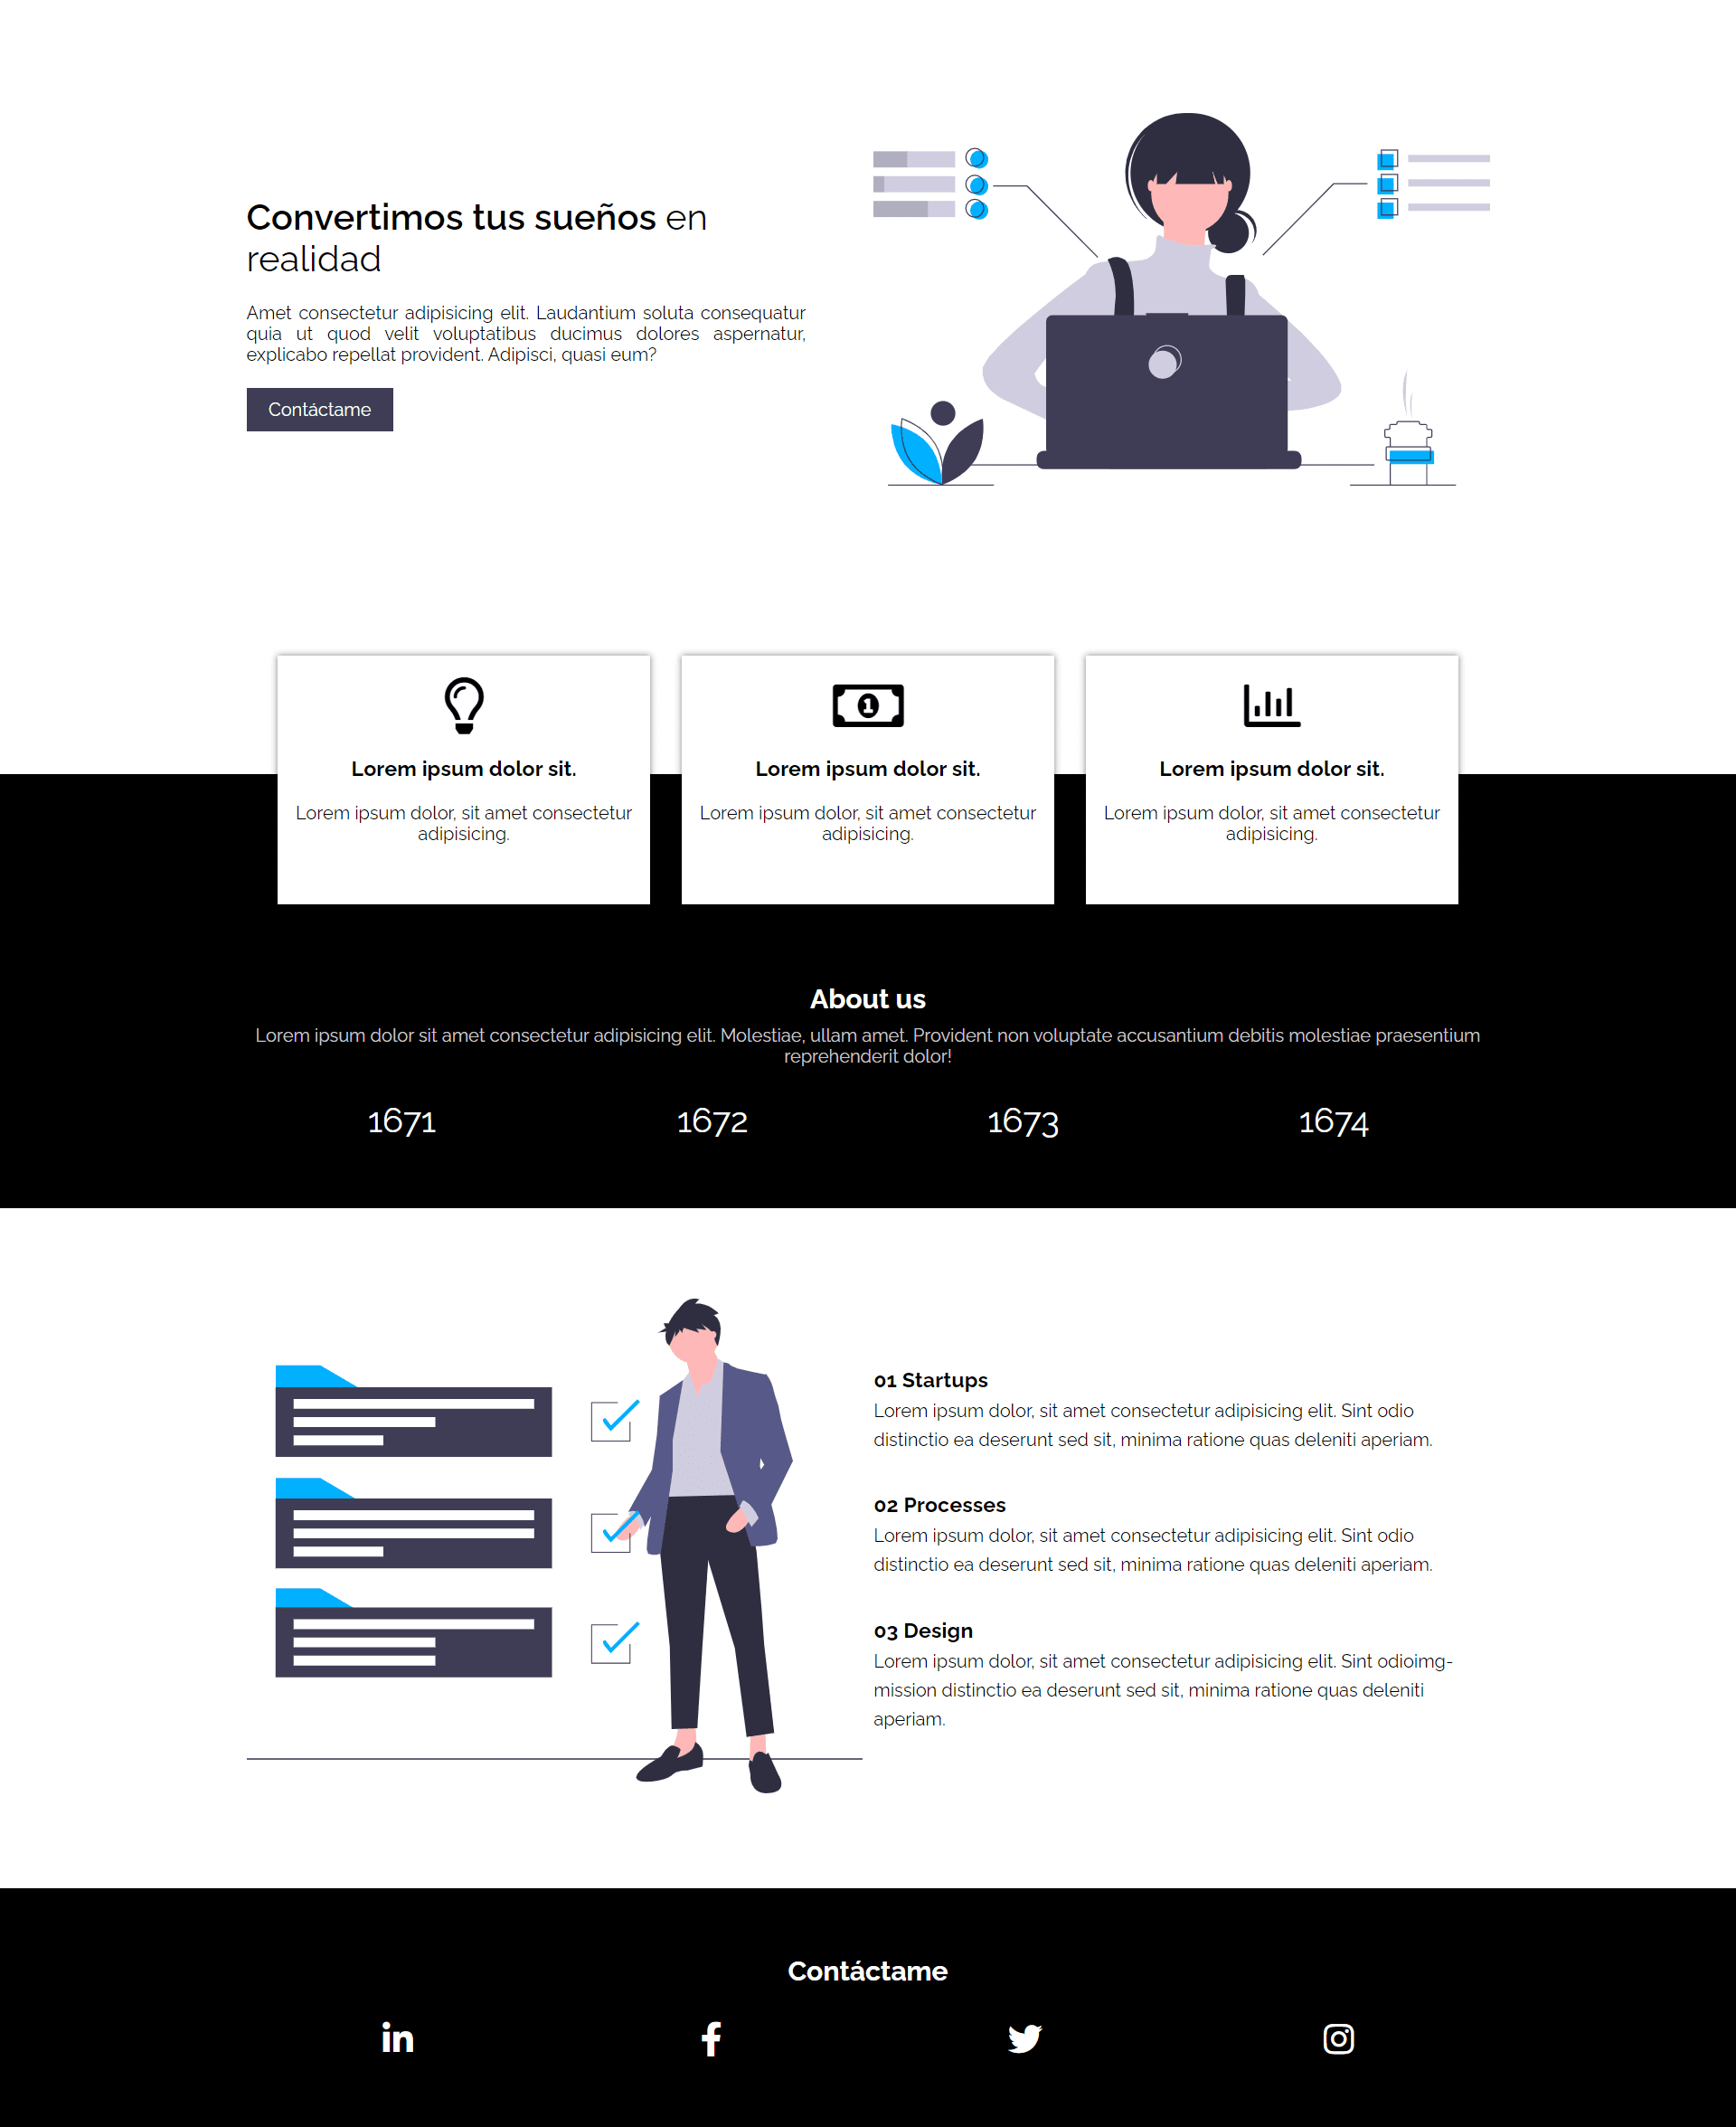 Convertimos tus sueños en
realidad
Amet consectetur adipisicing elit. Laudantium soluta consequatur
quia ut quod velit voluptatibus ducimus dolores aspernatur,
explicabo repellat provident. Adipisci, quasi eum?
Contáctame
1
Lorem ipsum dolor sit.
Lorem ipsum dolor, sit amet consectetur
adipisicing.
Lorem ipsum dolor sit.
Lorem ipsum dolor, sit amet consectetur
adipisicing.
Lorem ipsum dolor sit.
Lorem ipsum dolor, sit amet consectetur
adipisicing.
About us
Lorem ipsum dolor sit amet consectetur adipisicing elit. Molestiae, ullam amet. Provident non voluptate accusantium debitis molestiae praesentium
reprehenderit dolor!
1671 1672 1673 1674
01 Startups
Lorem ipsum dolor, sit amet consectetur adipisicing elit. Sint odio
distinctio ea deserunt sed sit, minima ratione quas deleniti aperiam.
02 Processes
Lorem ipsum dolor, sit amet consectetur adipisicing elit. Sint odio
distinctio ea deserunt sed sit, minima ratione quas deleniti aperiam.
03 Design
Lorem ipsum dolor, sit amet consectetur adipisicing elit. Sint odioimg-
mission distinctio ea deserunt sed sit, minima ratione quas deleniti
aperiam.
Contáctame
in f